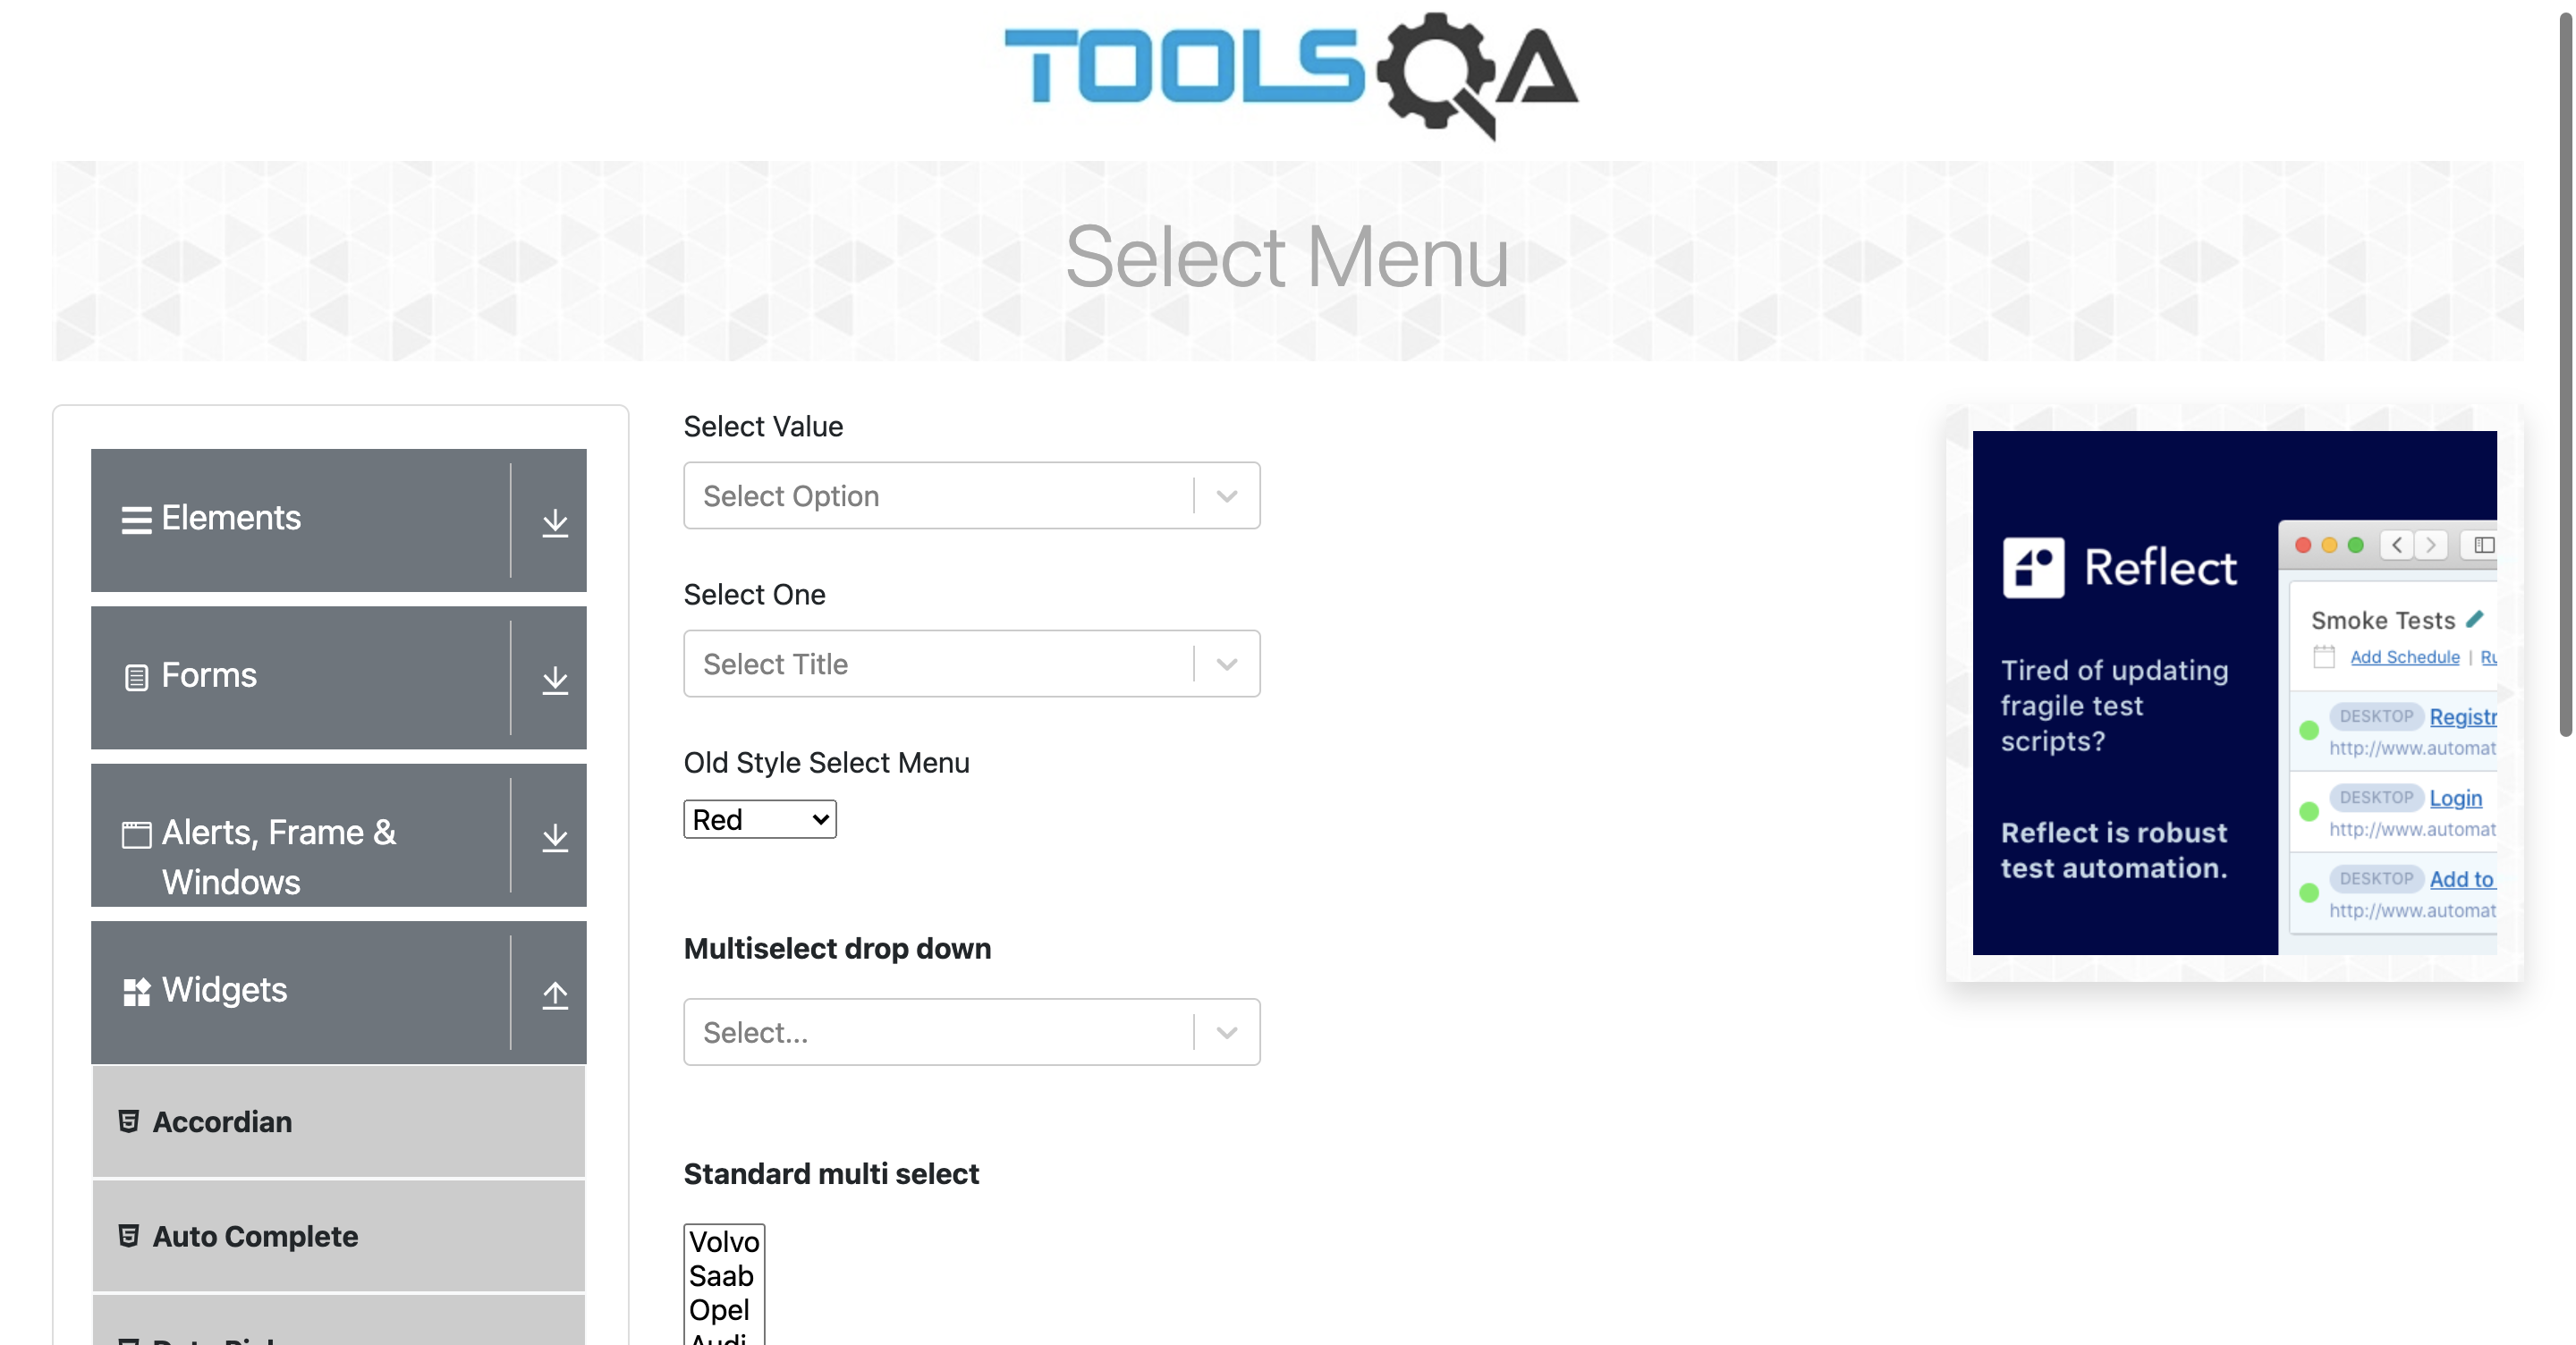 TOOLSQA
Select Menu
Elements
Forms
Alerts, Frame &
Windows
Widgets
Accordian
Auto Complete
Select Value
Select Option
Select One
Select Title
Old Style Select Menu
Red
Multiselect drop down
Select...
Standard multi select
Volvo
Saab
Opel
Audi
Reflect
Tired of updating
fragile test
scripts?
Reflect is robust
test automation.
Smoke Tests
Add Schedule | Ru
DESKTOP Registr
http://www.automat
DESKTOP Login
http://www.automat
DESKTOP Add to
http://www.automat